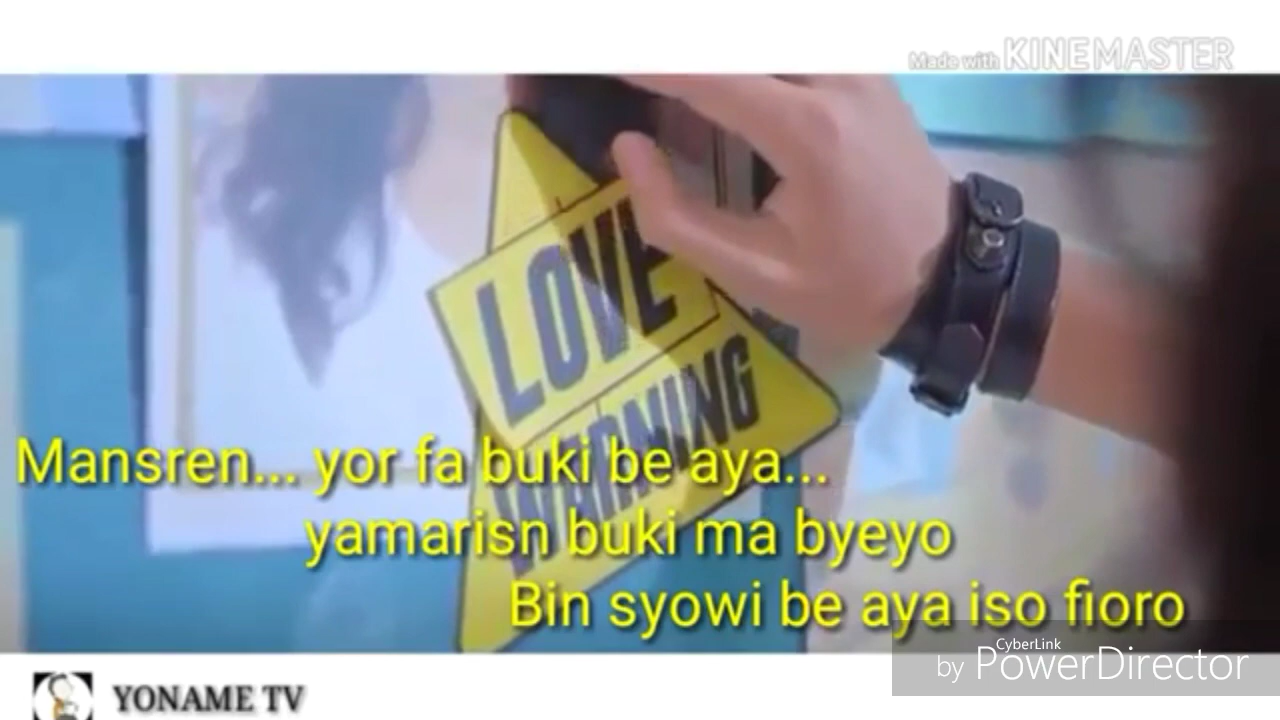 Made with KINEMASTER
LOVE
WARNING
Mansren... yor fa buki be aya...
yamarisn buki ma byeyo
Bin syowi be aya iso fioro
CyberLink
by PowerDirector
YONAME TV